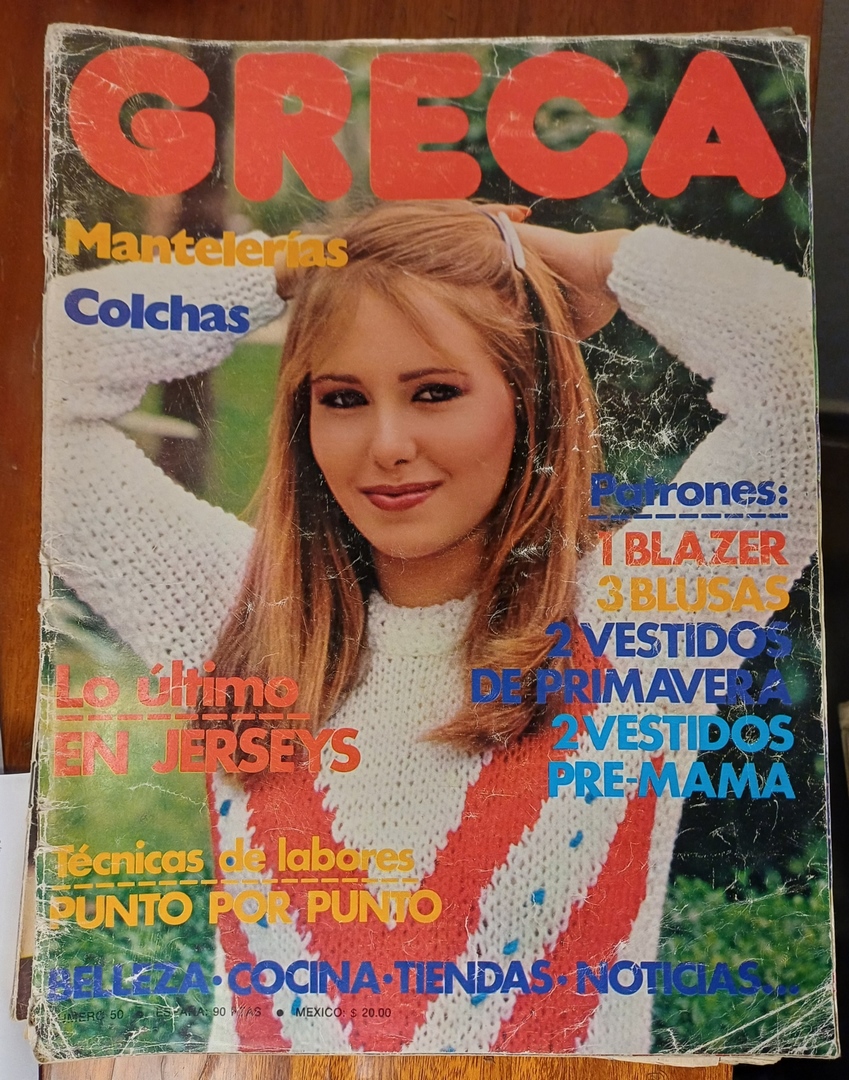 GRECA
Mantelerías
Colchas
Patrones:
1 BLAZER
3 BLUSAS
2 VESTIDOS
DE PRIMAVERA
2 VESTIDOS
PRE-MAMA
Lo último
EN JERSEYS
Técnicas de labores
PUNTO POR PUNTO
BELLEZA · COCINA · TIENDAS · NOTICIAS...
NUMERO 50 ● ESPAÑA: 90 PTAS ● MEXICO: $ 20.00